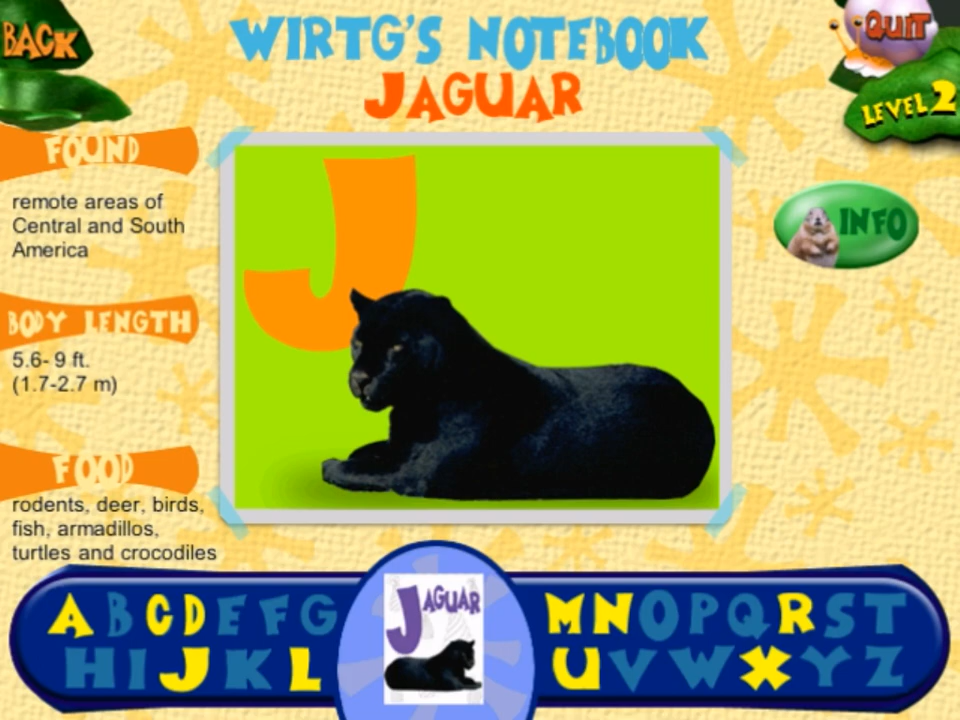 BACK
WIRTG'S NOTEBOOK
QUIT
JAGUAR
LEVEL 2
FOUND
remote areas of
Central and South
America
INFO
BODY LENGTH
5.6- 9 ft.
(1.7-2.7 m)
FOOD
rodents, deer, birds,
fish, armadillos,
turtles and crocodiles
J
JAGUAR
A B C D E F G
H I J K L
M N O P Q R S T
U V W X Y Z